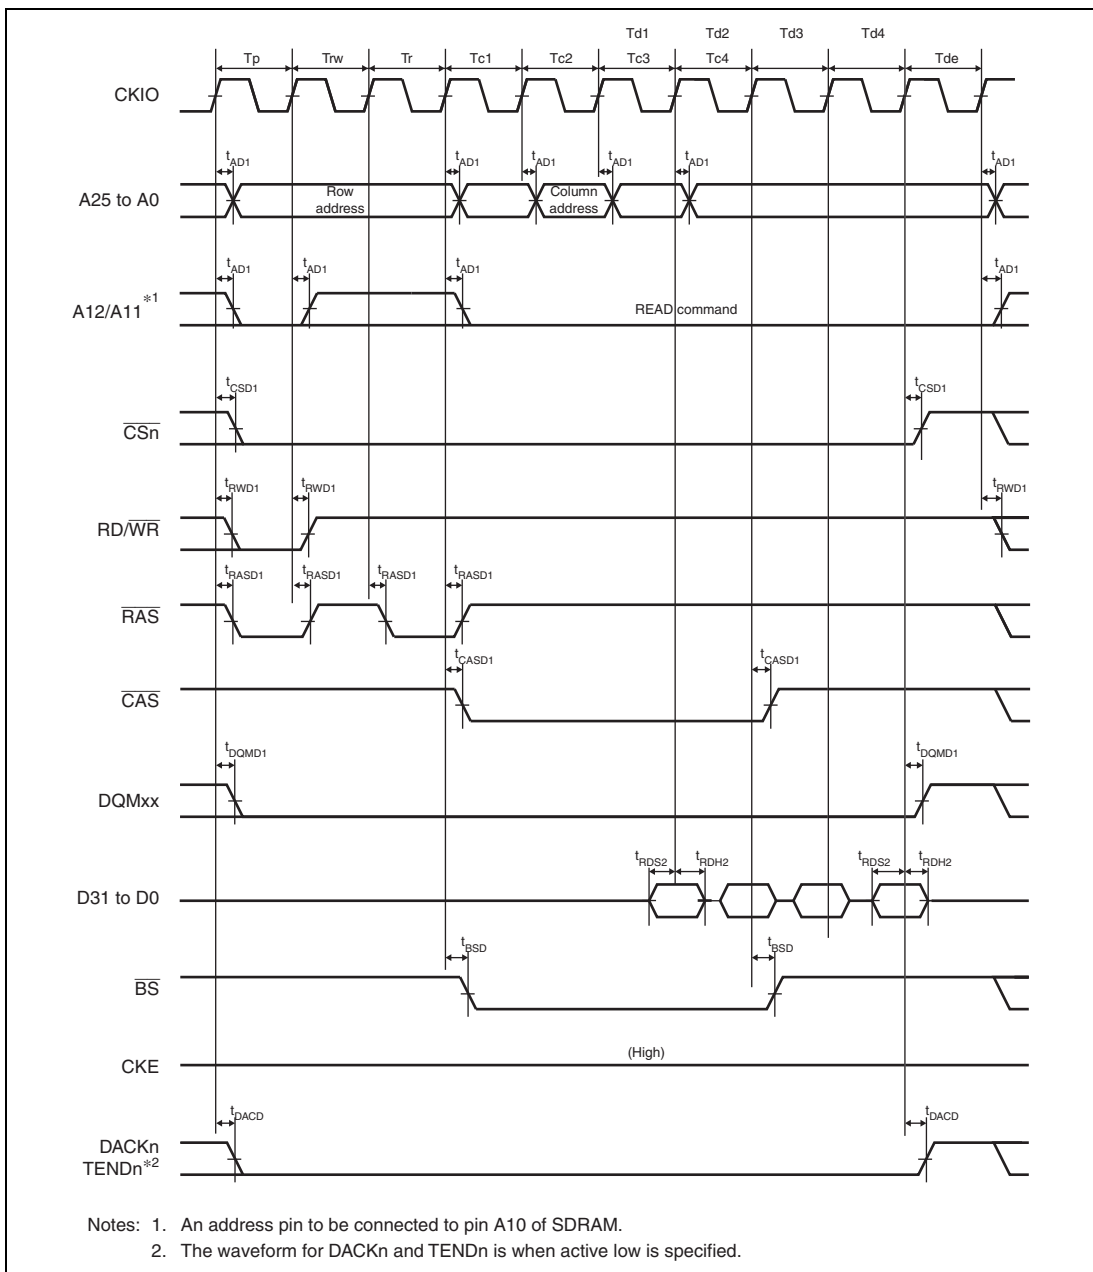 Td1 Td2 Td3 Td4
Tp Trw Tr Tc1 Tc2 Tc3 Tc4 Tde
CKIO
tAD1 tAD1 tAD1 tAD1 tAD1 tAD1
A25 to A0
Row address
Column address
tAD1 tAD1 tAD1 tAD1
A12/A11*1
READ command
tCSD1 tCSD1
CSn
tRWD1 tRWD1 tRWD1
RD/WR
tRASD1 tRASD1 tRASD1 tRASD1
RAS
tCASD1 tCASD1
CAS
tDQMD1 tDQMD1
DQMxx
tRDS2 tRDH2 tRDS2 tRDH2
D31 to D0
tBSD tBSD
BS
(High)
CKE
tDACD tDACD
DACKn
TENDn*2
Notes: 1. An address pin to be connected to pin A10 of SDRAM.
2. The waveform for DACKn and TENDn is when active low is specified.